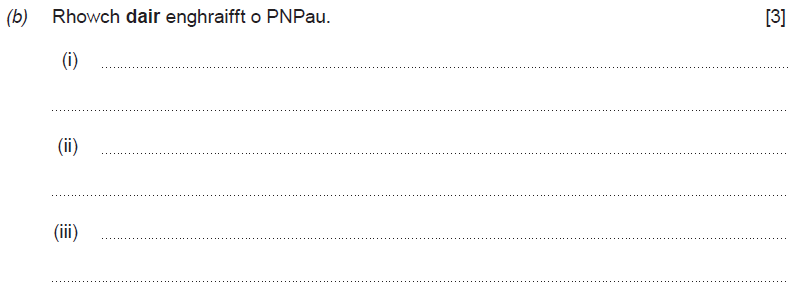 (b) Rhowch dair enghraifft o PNPau. [3]
(i)
(ii)
(iii)